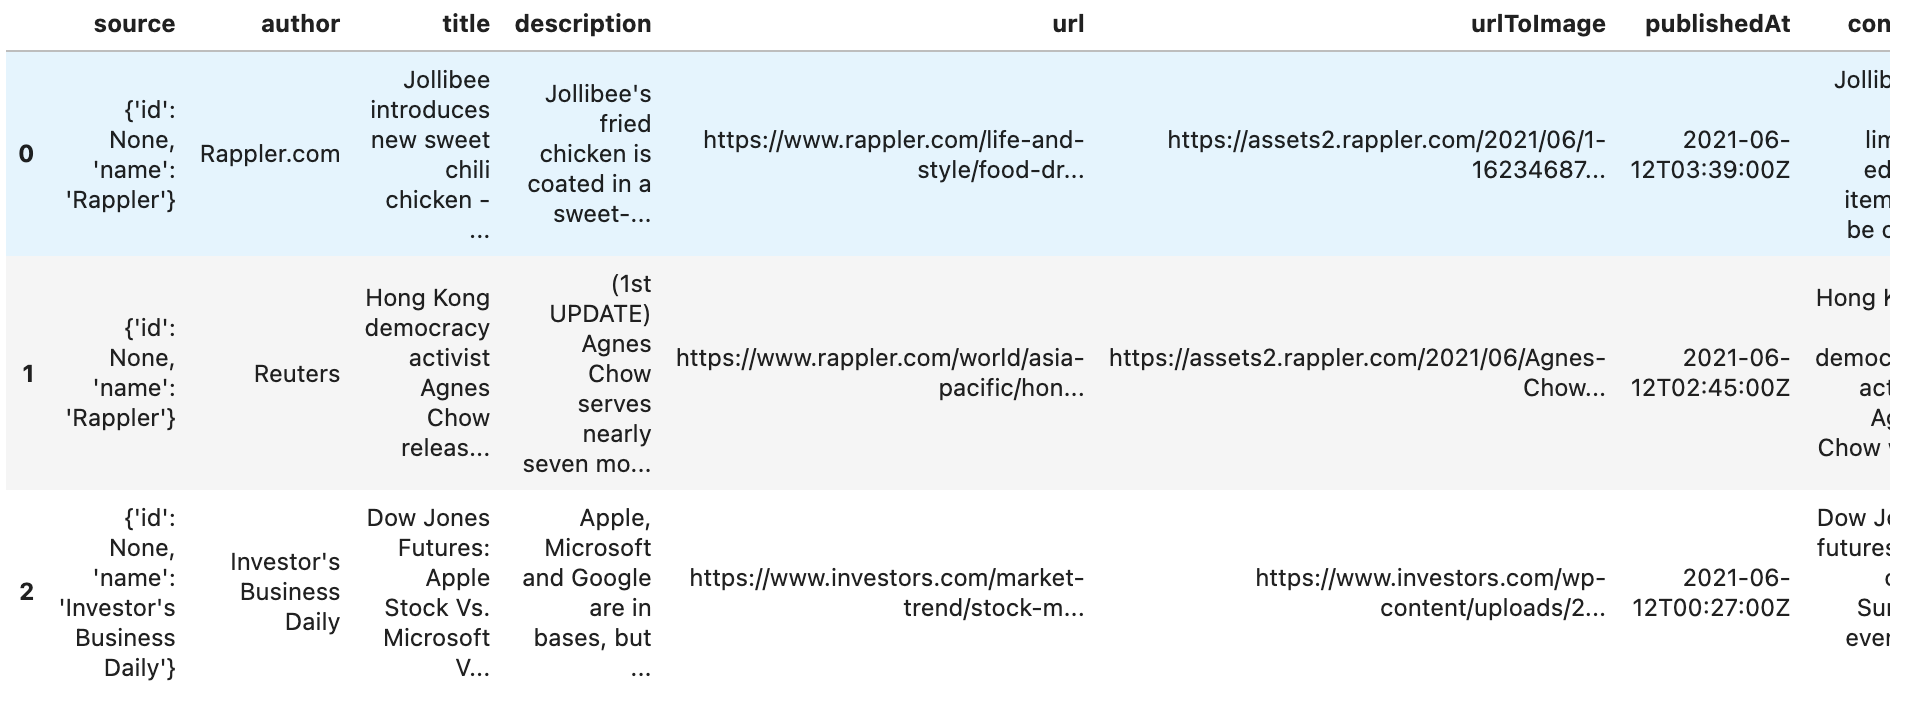 source author title description url urlToImage publishedAt con
0
{'id':
None,
'name':
'Rappler'}
Rappler.com
Jollibee
introduces
new sweet
chili
chicken -
...
Jollibee's
fried
chicken is
coated in a
sweet-...
https://www.rappler.com/life-and-
style/food-dr...
https://assets2.rappler.com/2021/06/1-
16234687...
2021-06-
12T03:39:00Z
Jollib
lim
ed
item
be c
1
{'id':
None,
'name':
'Rappler'}
Reuters
Hong Kong
democracy
activist
Agnes
Chow
releas...
(1st
UPDATE)
Agnes
Chow
serves
nearly
seven mo...
https://www.rappler.com/world/asia-
pacific/hon...
https://assets2.rappler.com/2021/06/Agnes-
Chow...
2021-06-
12T02:45:00Z
Hong
democ
act
Ag
Chow
2
{'id':
None,
'name':
'Investor's
Business
Daily'}
Investor's
Business
Daily
Dow Jones
Futures:
Apple
Stock Vs.
Microsoft
V...
Apple,
Microsoft
and Google
are in
bases, but
...
https://www.investors.com/market-
trend/stock-m...
https://www.investors.com/wp-
content/uploads/2...
2021-06-
12T00:27:00Z
Dow Jo
futures
Sun
ever